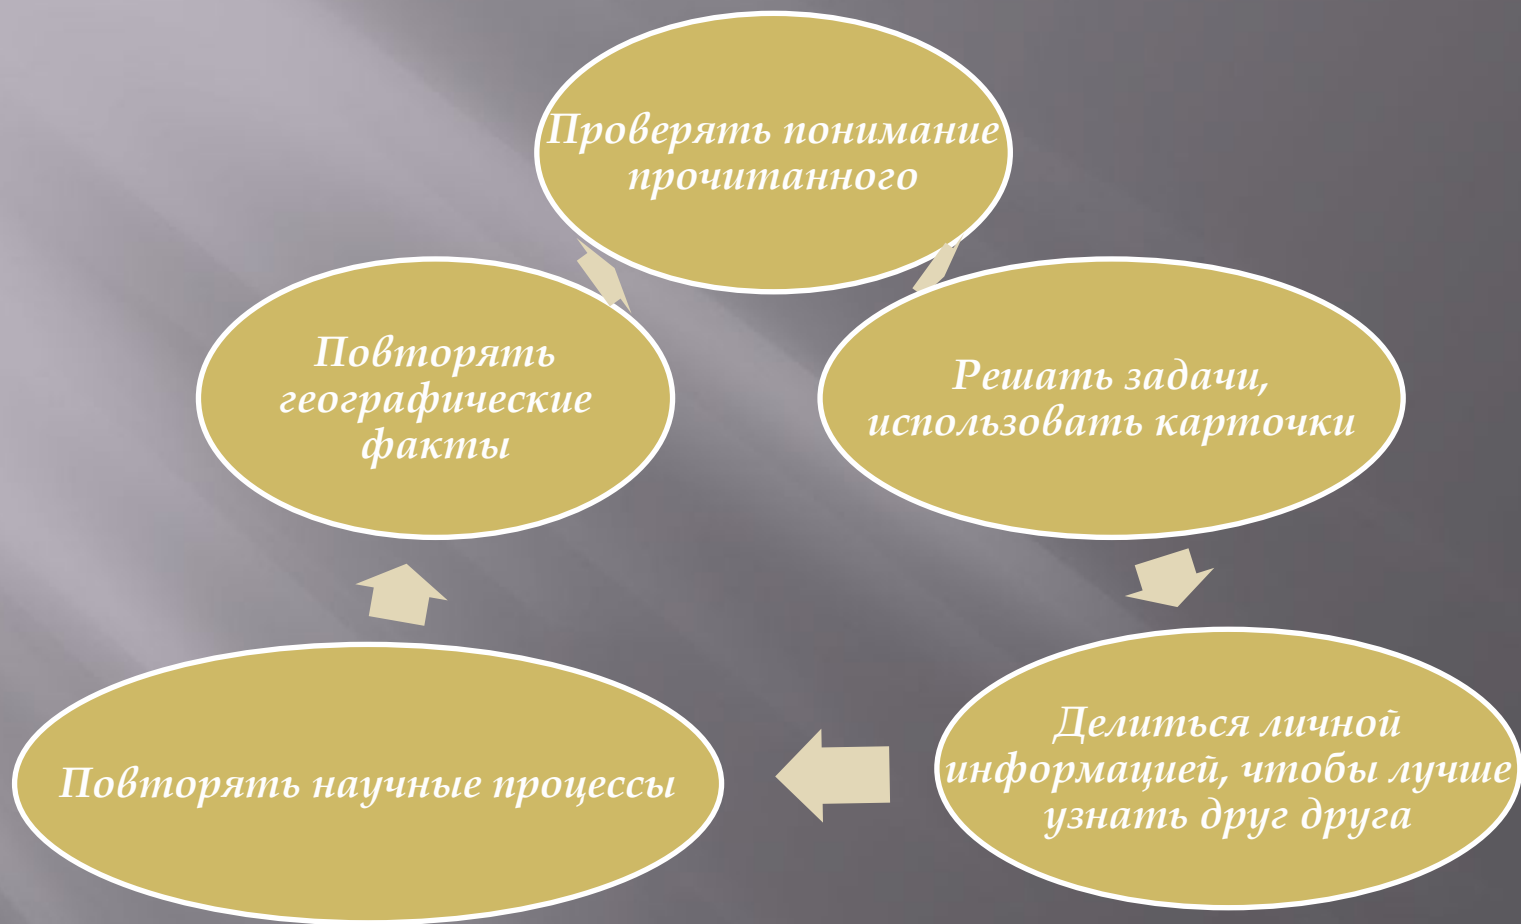 Проверять понимание
прочитанного
Решать задачи,
использовать карточки
Делиться личной
информацией, чтобы лучше
узнать друг друга
Повторять научные процессы
Повторять
географические
факты